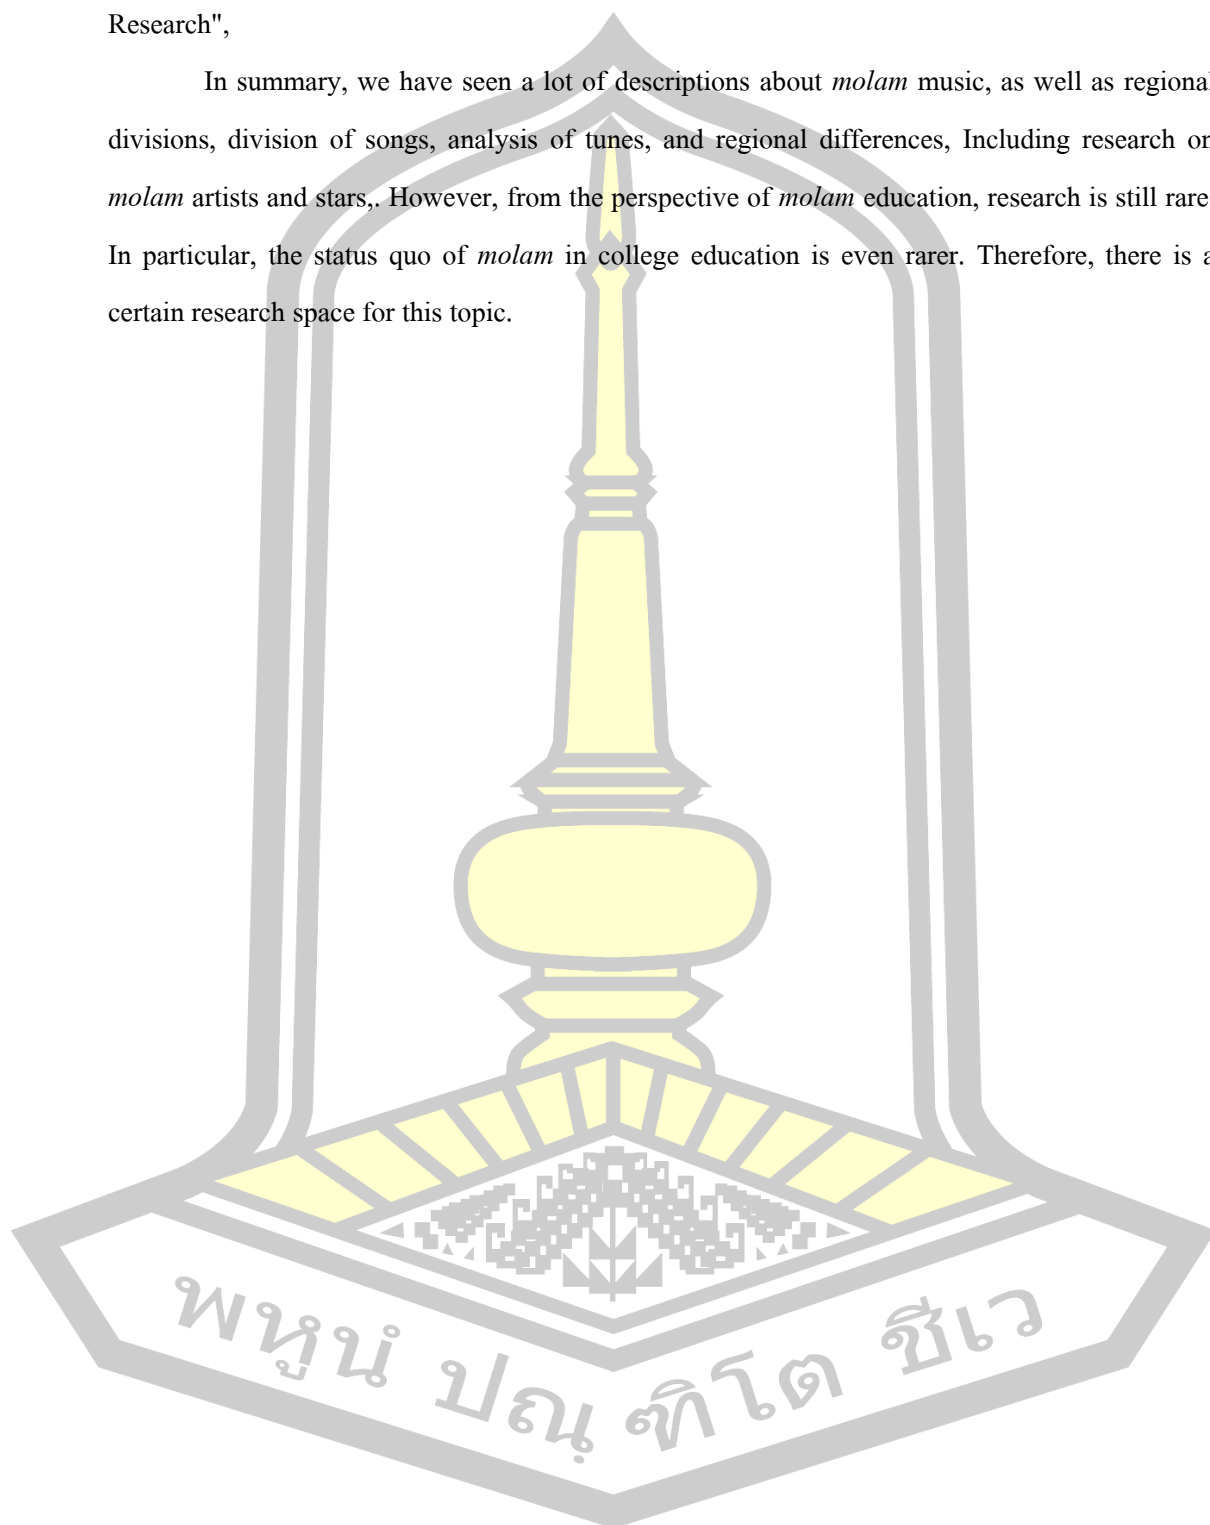 Research",
In summary, we have seen a lot of descriptions about molam music, as well as regional
divisions, division of songs, analysis of tunes, and regional differences, Including research on
molam artists and stars,. However, from the perspective of molam education, research is still rare
In particular, the status quo of molam in college education is even rarer. Therefore, there is a
certain research space for this topic.
พหูนํ ปณฺฑิโต ชีเว